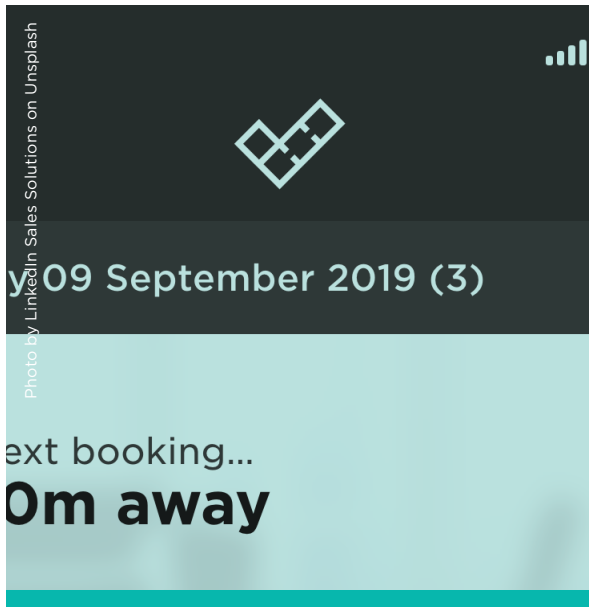 Photo by LinkedIn Sales Solutions on Unsplash
y 09 September 2019 (3)
ext booking...
0m away